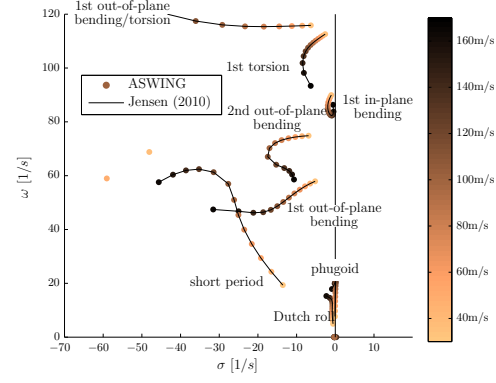 120
100
80
60
40
20
0
ω [1/s]
1st out-of-plane
bending/torsion
1st torsion
ASWING
Jensen (2010)
2nd out-of-plane
bending
1st in-plane
bending
1st out-of-plane
bending
short period
phugoid
Dutch roll
−70 −60 −50 −40 −30 −20 −10 0 10
σ [1/s]
160m/s
140m/s
120m/s
100m/s
80m/s
60m/s
40m/s